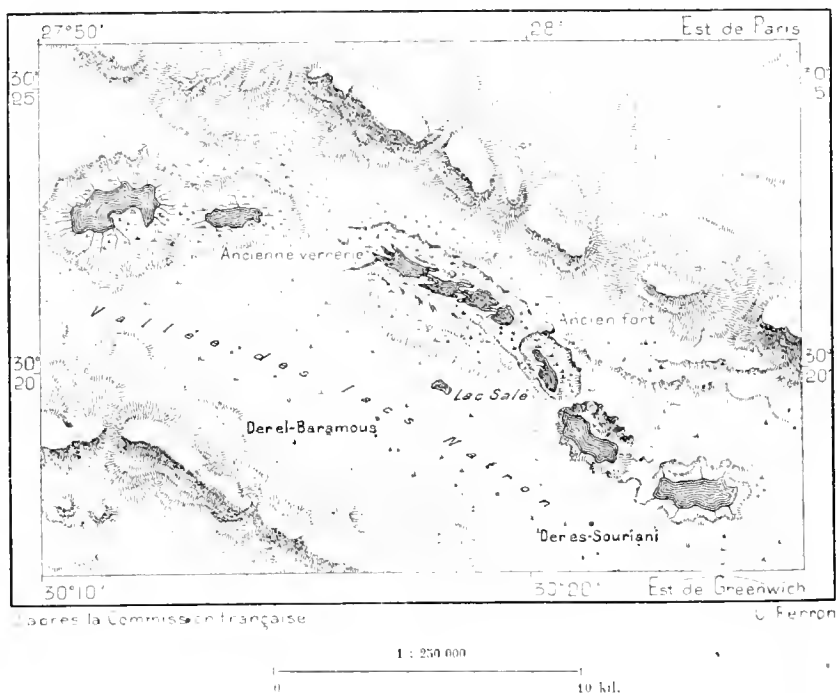 27°50'
28°
Est de Paris
30°
25'
Ancienne verrerie
Ancien fort
Vallée des lacs Natron
30°
20'
30°
20'
Lac Salé
Der el-Baramous
Der es-Souriani
30°10'
30°20'
Est de Greenwich
D'après la Commission française
C. Perron
1 : 250.000
0
10 kil.